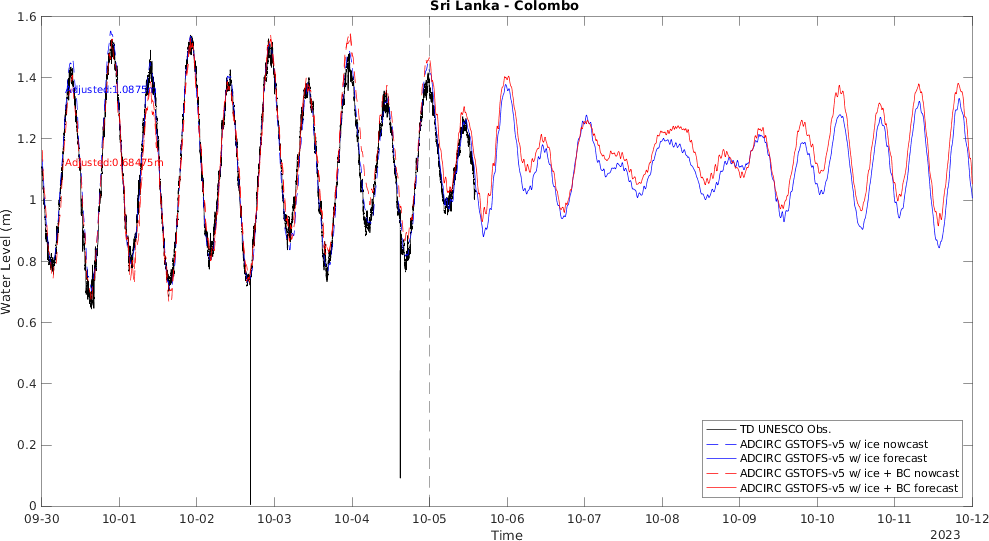 Sri Lanka - Colombo
1.6
1.4
1.2
1
0.8
0.6
0.4
0.2
0
Water Level (m)
Adjusted:1.0875m
Adjusted:0.68475m
TD UNESCO Obs.
ADCIRC GSTOFS-v5 w/ ice nowcast
ADCIRC GSTOFS-v5 w/ ice forecast
ADCIRC GSTOFS-v5 w/ ice + BC nowcast
ADCIRC GSTOFS-v5 w/ ice + BC forecast
09-30 10-01 10-02 10-03 10-04 10-05 10-06 10-07 10-08 10-09 10-10 10-11 10-12
Time
2023